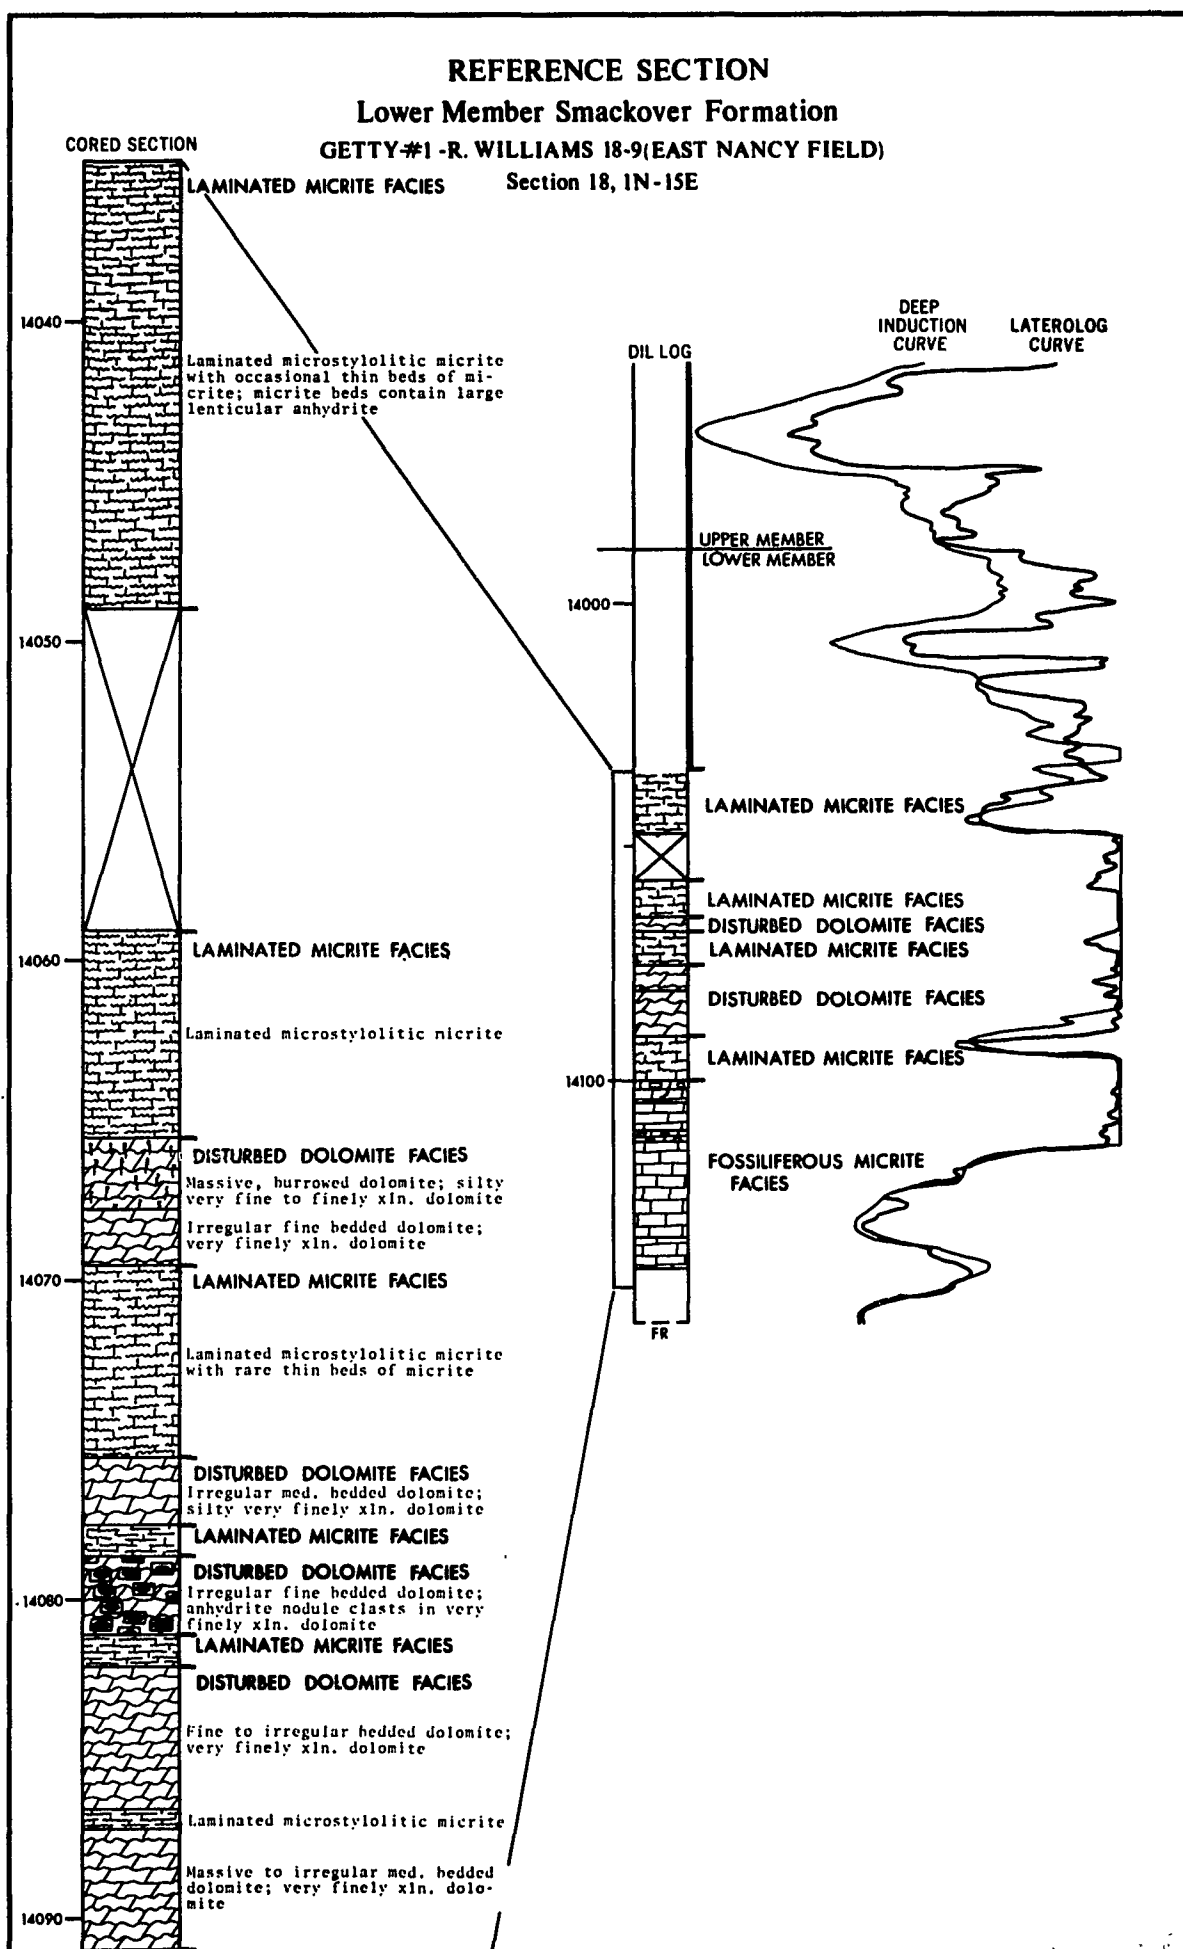 REFERENCE SECTION
Lower Member Smackover Formation
GETTY-#1 -R. WILLIAMS 18-9(EAST NANCY FIELD)
Section 18, 1N-15E
CORED SECTION
LAMINATED MICRITE FACIES
14040
Laminated microstylolitic micrite
with occasional thin beds of mi-
crite; micrite beds contain large
lenticular anhydrite
14050
LAMINATED MICRITE FACIES
14060
Laminated microstylolitic nicrite
DISTURBED DOLOMITE FACIES
Massive, burrowed dolomite; silty
very fine to finely xln. dolomite
Irregular fine bedded dolomite;
very finely xln. dolomite
14070
LAMINATED MICRITE FACIES
Laminated microstylolitic micrite
with rare thin beds of micrite
DISTURBED DOLOMITE FACIES
Irregular med. bedded dolomite;
silty very finely xln. dolomite
LAMINATED MICRITE FACIES
DISTURBED DOLOMITE FACIES
14080
Irregular fine bedded dolomite;
anhydrite nodule clasts in very
finely xln. dolomite
LAMINATED MICRITE FACIES
DISTURBED DOLOMITE FACIES
Fine to irregular bedded dolomite;
very finely xln. dolomite
Laminated microstylolitic micrite
Massive to irregular med. bedded
dolomite; very finely xln. dolo-
mite
14090
DIL LOG
DEEP
INDUCTION
CURVE
LATEROLOG
CURVE
UPPER MEMBER
LOWER MEMBER
14000
LAMINATED MICRITE FACIES
LAMINATED MICRITE FACIES
DISTURBED DOLOMITE FACIES
LAMINATED MICRITE FACIES
DISTURBED DOLOMITE FACIES
LAMINATED MICRITE FACIES
14100
FOSSILIFEROUS MICRITE
FACIES
FR